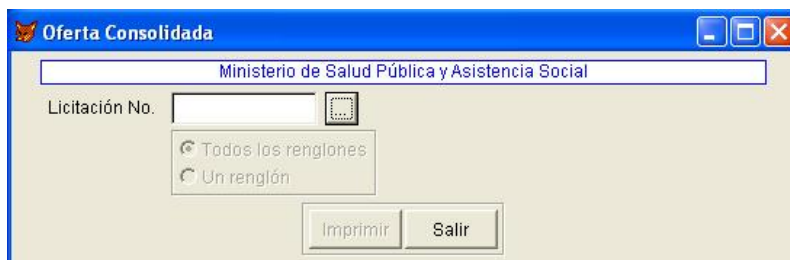 Oferta Consolidada
Ministerio de Salud Pública y Asistencia Social
Licitación No. ...
Todos los renglones
Un renglón
Imprimir Salir